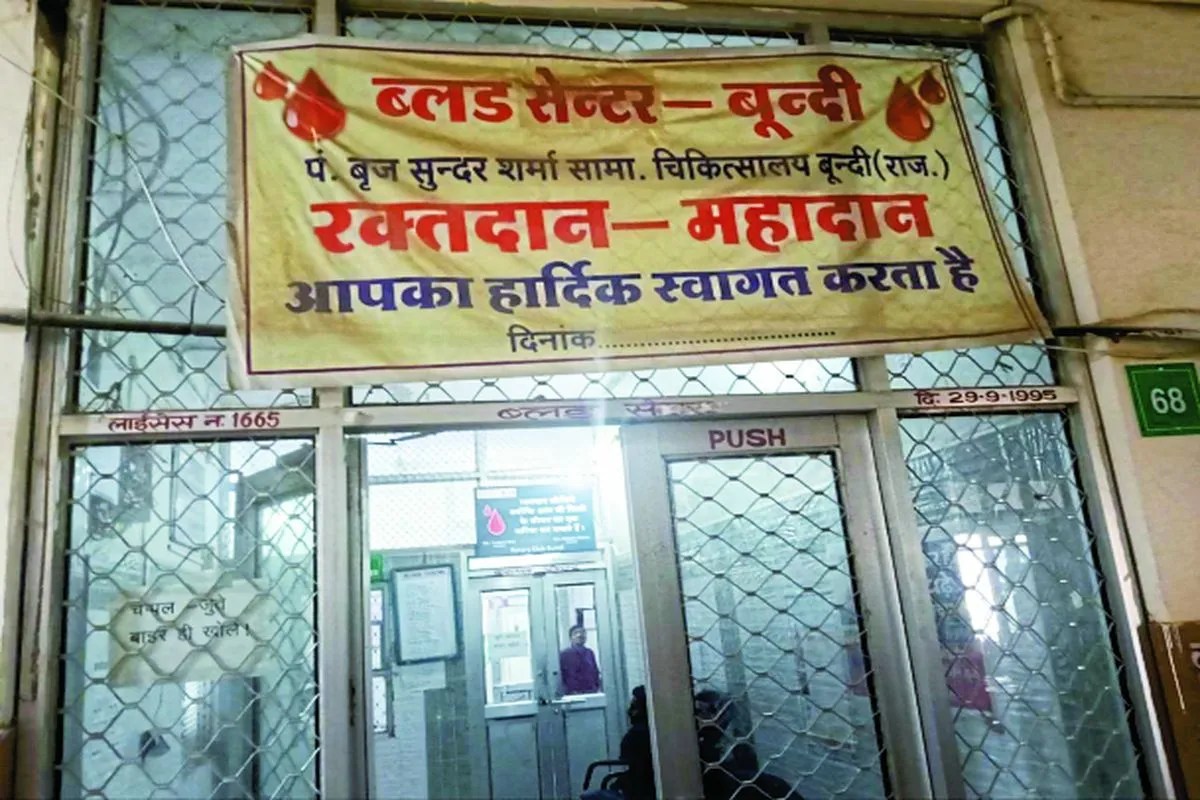 ब्लड सेन्टर – बून्दी
पं. बृज सुन्दर शर्मा सामा. चिकित्सालय बून्दी(राज.)
रक्तदान – महादान
आपका हार्दिक स्वागत करता है
दिनांक..............................
लाईसेंस न. 1665
ब्लड सेन्टर
दि. 29-9-1995
PUSH
68
चप्पल - जुते
बाहर ही खोले!